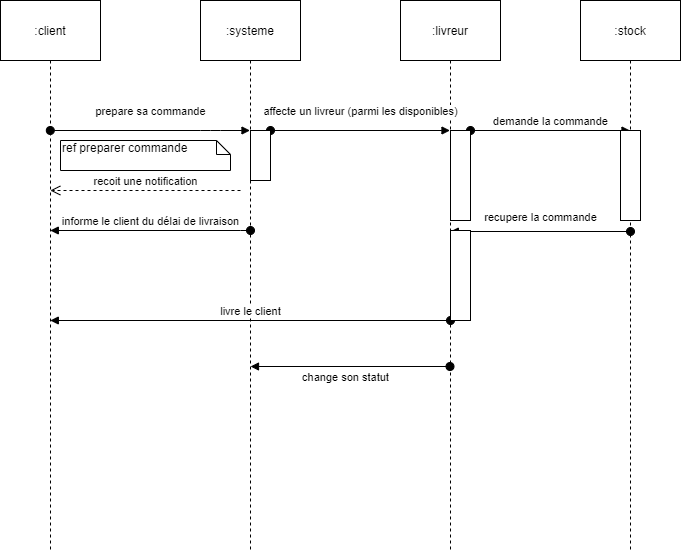 :client
:systeme
:livreur
:stock
prepare sa commande
affecte un livreur (parmi les disponibles)
demande la commande
ref preparer commande
recoit une notification
informe le client du délai de livraison
recupere la commande
livre le client
change son statut